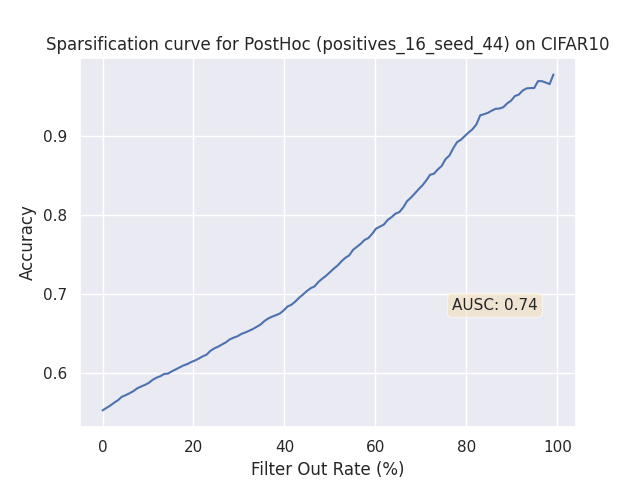 Sparsification curve for PostHoc (positives_16_seed_44) on CIFAR10
0.9
0.8
0.7
0.6
Accuracy
AUSC: 0.74
0 20 40 60 80 100
Filter Out Rate (%)